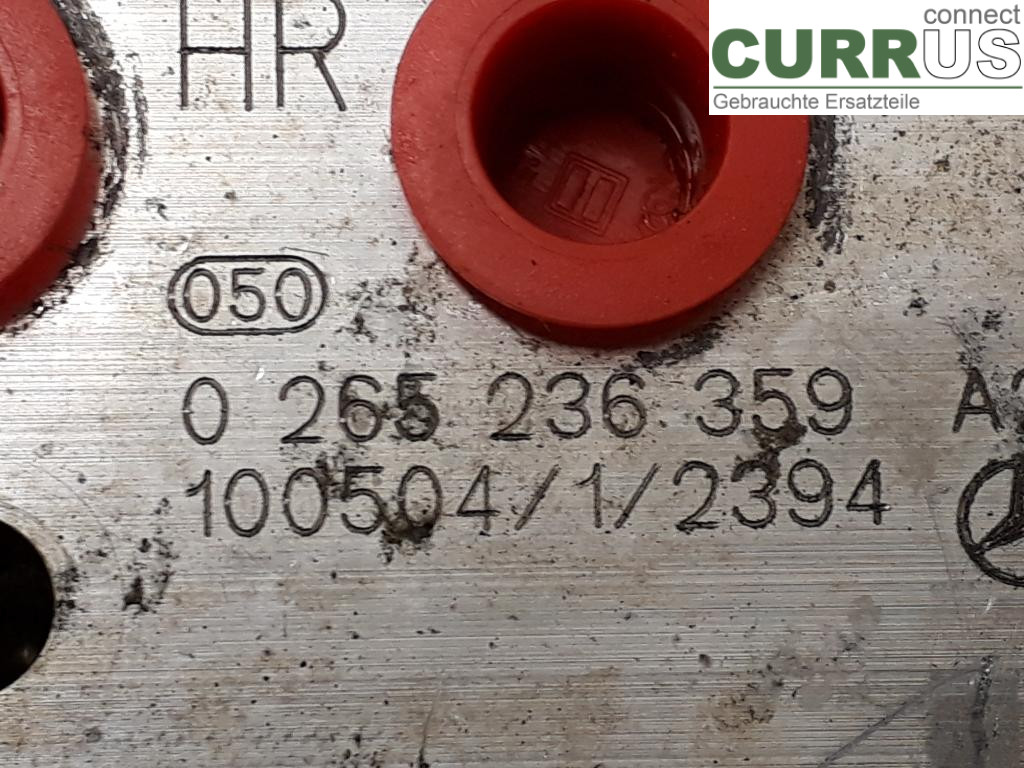 HR
connect
CURRUS
Gebrauchte Ersatzteile
050
0 265 236 359 A
100504/1/2394